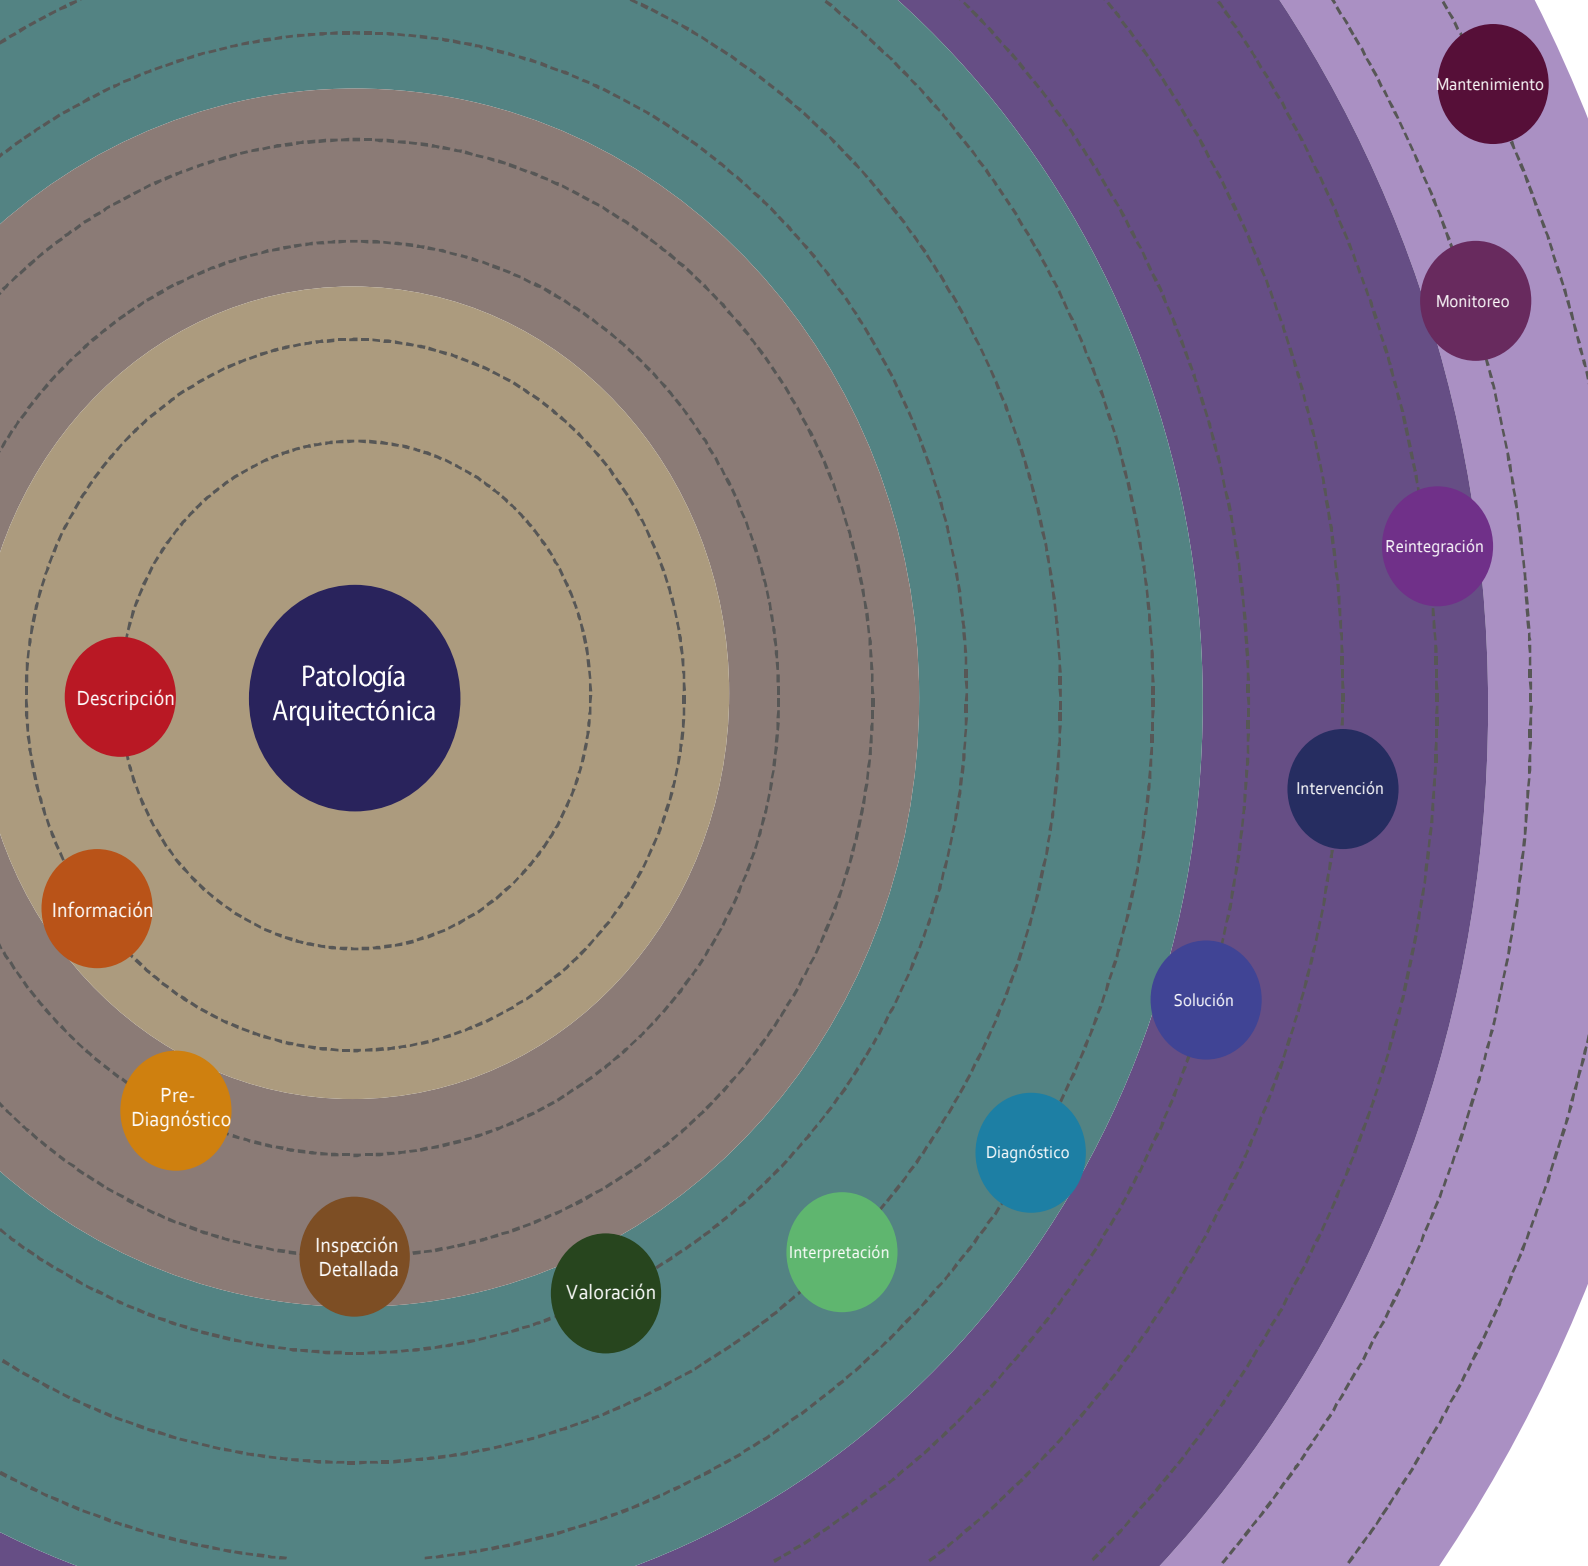 Mantenimiento
Monitoreo
Reintegración
Patología
Arquitectónica
Descripción
Intervención
Información
Solución
Pre-
Diagnóstico
Diagnóstico
Inspección
Detallada
Interpretación
Valoración